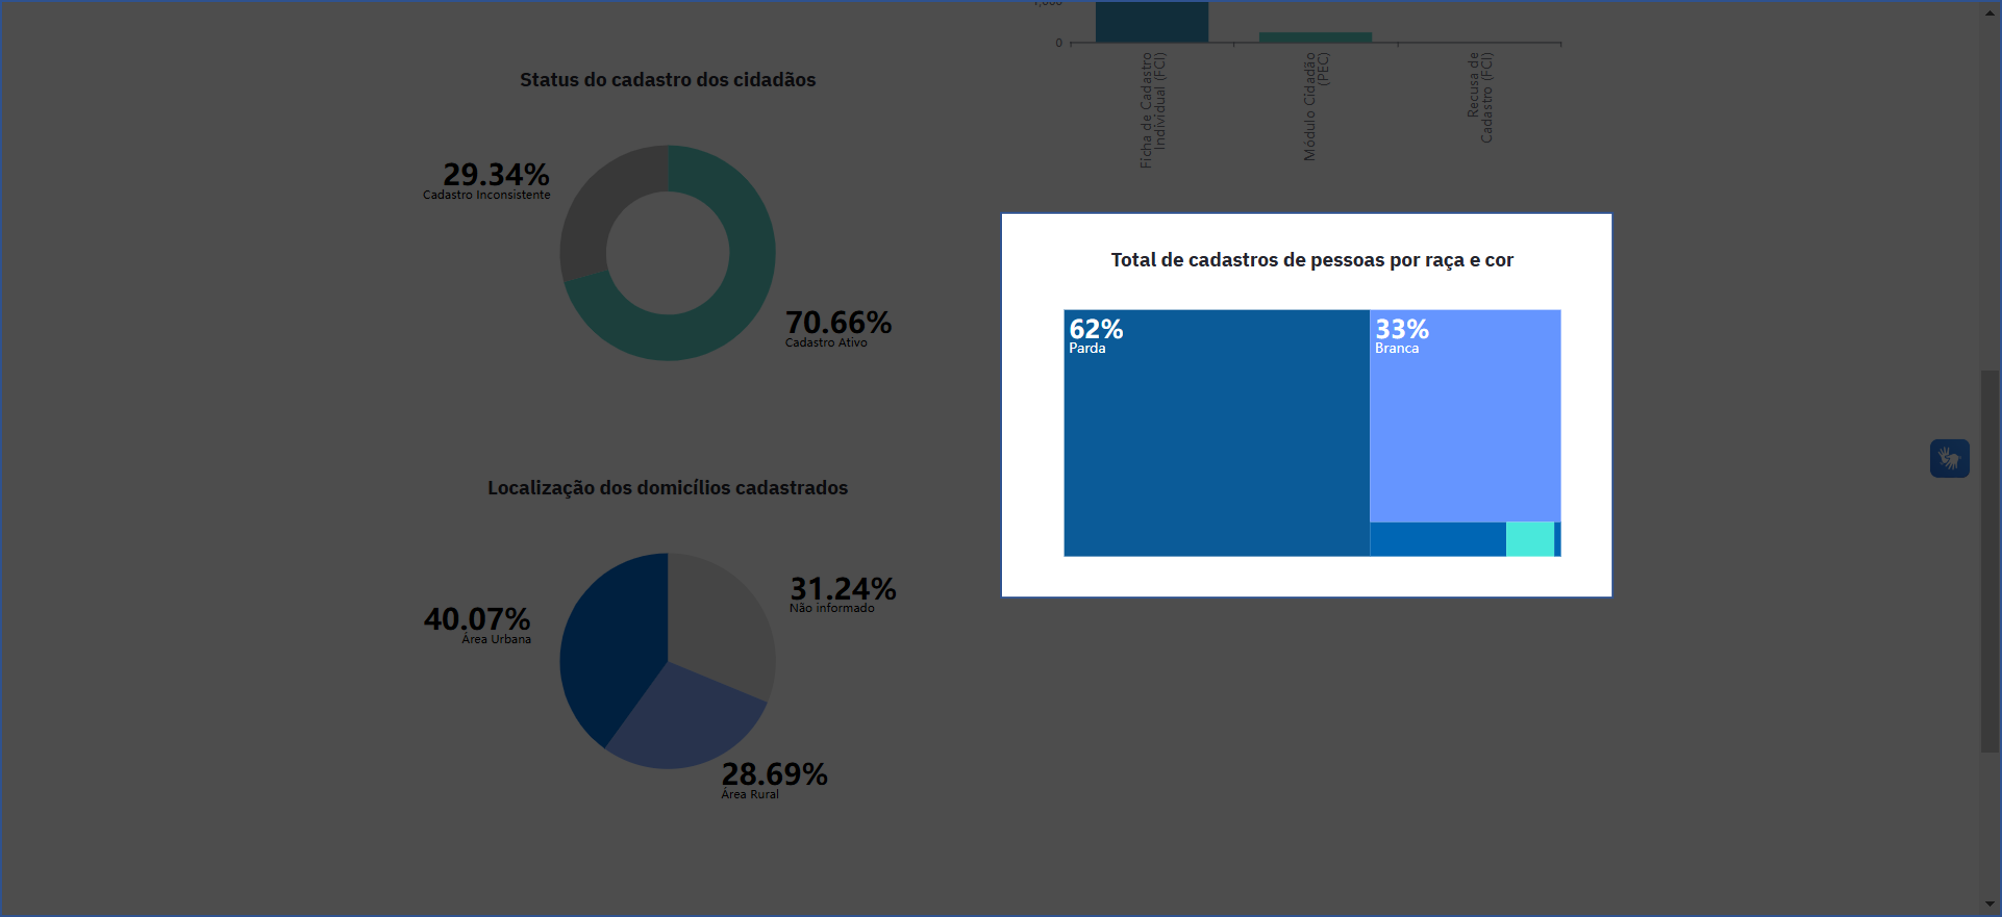 0
Ficha de Cadastro
Individual (FCI)
Módulo Cidadão
(PEC)
Recusa de
Cadastro (FCI)
Status do cadastro dos cidadãos
29.34%
Cadastro Inconsistente
70.66%
Cadastro Ativo
Total de cadastros de pessoas por raça e cor
62%
Parda
33%
Branca
Localização dos domicílios cadastrados
40.07%
Área Urbana
31.24%
Não informado
28.69%
Área Rural